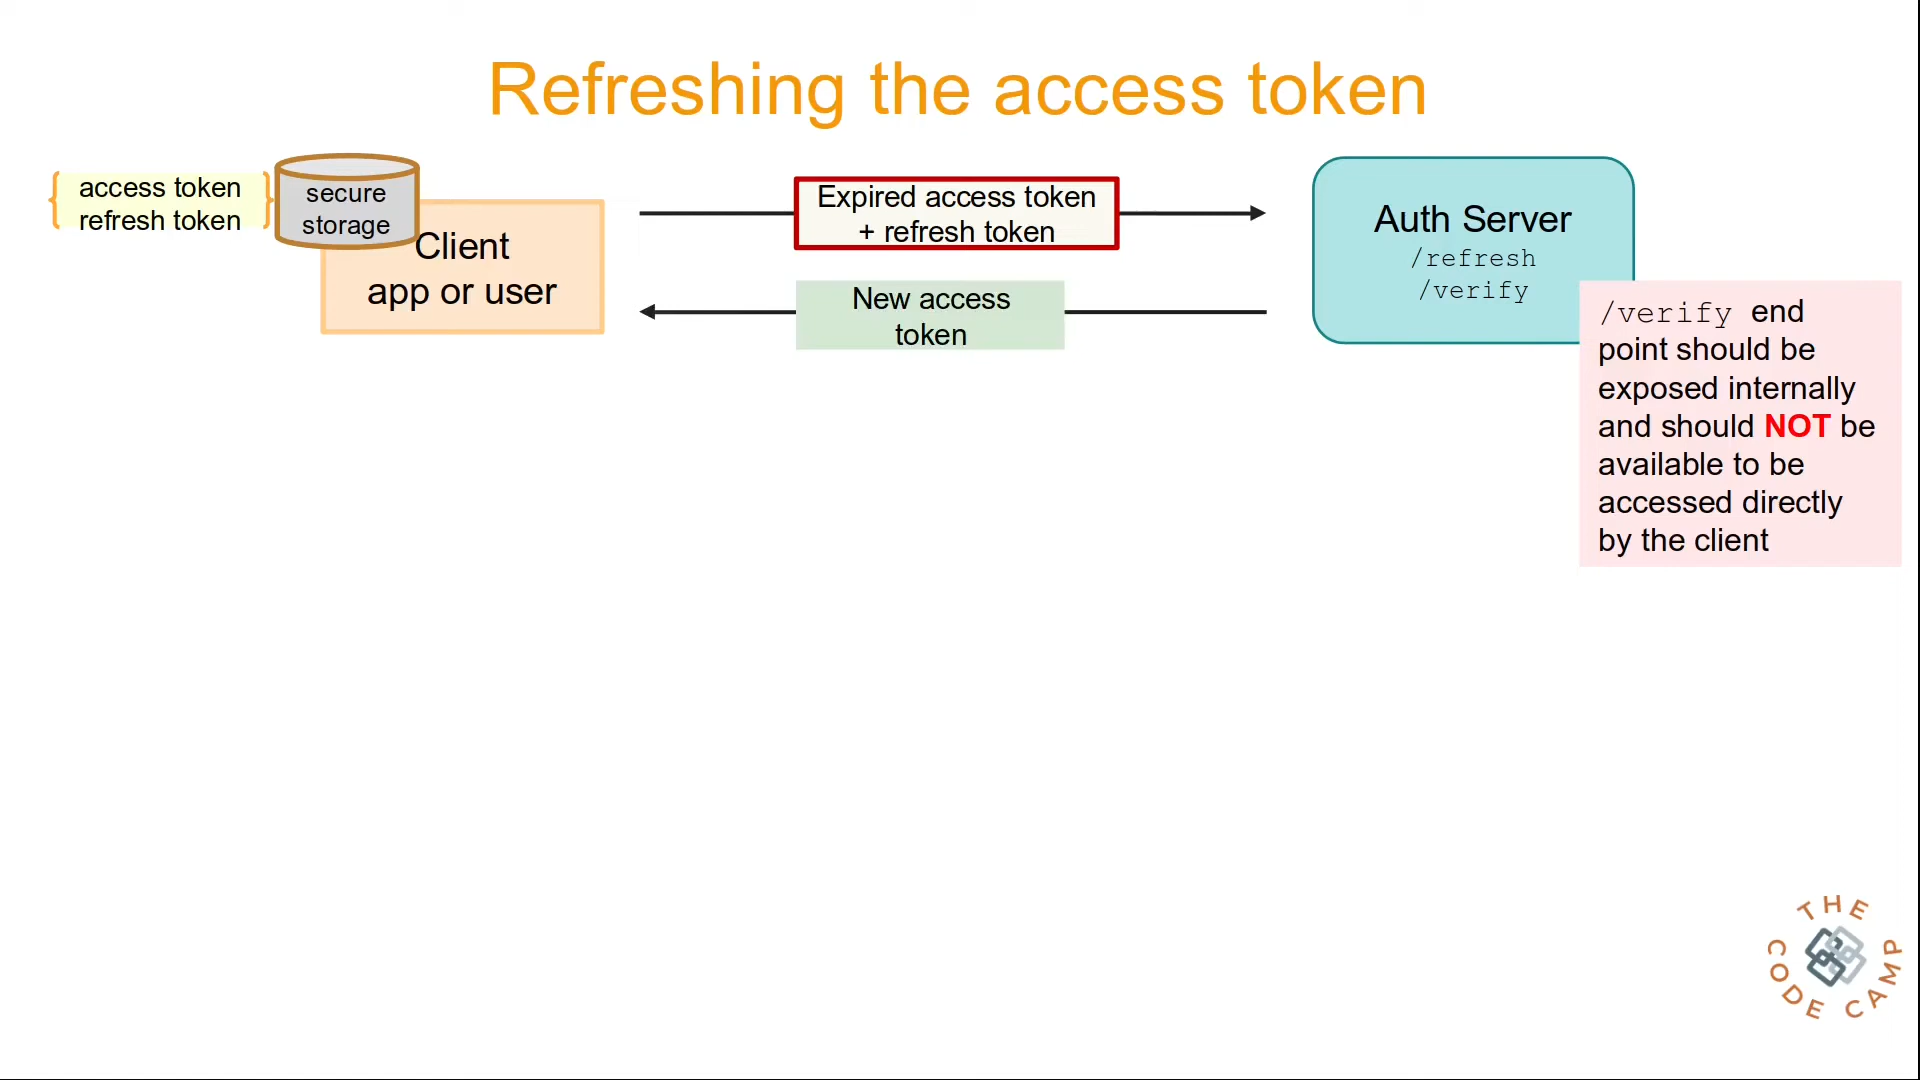 Refreshing the access token
access token
refresh token
secure
storage
Client
app or user
Expired access token
+ refresh token
New access
token
Auth Server
/refresh
/verify
/verify end
point should be
exposed internally
and should NOT be
available to be
accessed directly
by the client
THE
CODE CAMP